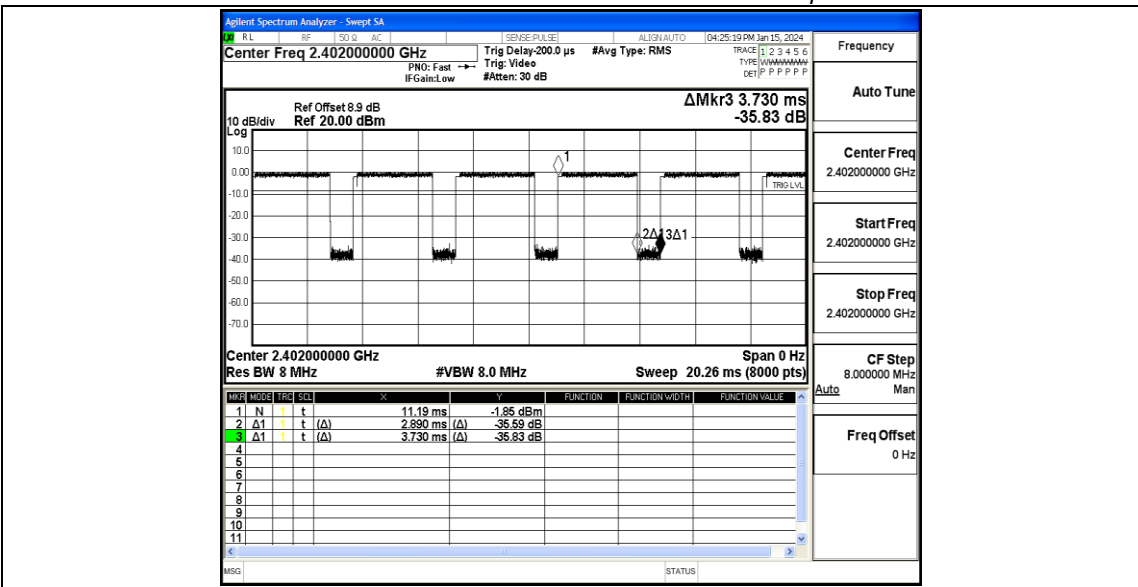 Agilent Spectrum Analyzer - Swept SA
RL RF 50 Ω AC SENSE:PULSE ALIGN AUTO 04:25:19 PM Jan 15, 2024
Center Freq 2.402000000 GHz
PNO: Fast
IFGain:Low
Trig Delay-200.0 µs
Trig: Video
#Atten: 30 dB
#Avg Type: RMS
TRACE 1 2 3 4 5 6
TYPE
DET P P P P P P
Frequency
Auto Tune
Center Freq
2.402000000 GHz
Start Freq
2.402000000 GHz
Stop Freq
2.402000000 GHz
CF Step
8.000000 MHz
Auto Man
Freq Offset
0 Hz
ΔMkr3 3.730 ms
-35.83 dB
Ref Offset 8.9 dB
10 dB/div Ref 20.00 dBm
Log
10.0
0.00
-10.0
-20.0
-30.0
-40.0
-50.0
-60.0
-70.0
1
TRIG LVL
3Δ1
Center 2.402000000 GHz Span 0 Hz
Res BW 8 MHz #VBW 8.0 MHz Sweep 20.26 ms (8000 pts)
MKR MODE TRC SCL X Y FUNCTION FUNCTION WIDTH FUNCTION VALUE
1 N 1 t 11.19 ms -1.85 dBm
2 Δ1 1 t (Δ) 2.890 ms (Δ) -35.59 dB
3 Δ1 1 t (Δ) 3.730 ms (Δ) -35.83 dB
4
5
6
7
8
9
10
11
MSG STATUS